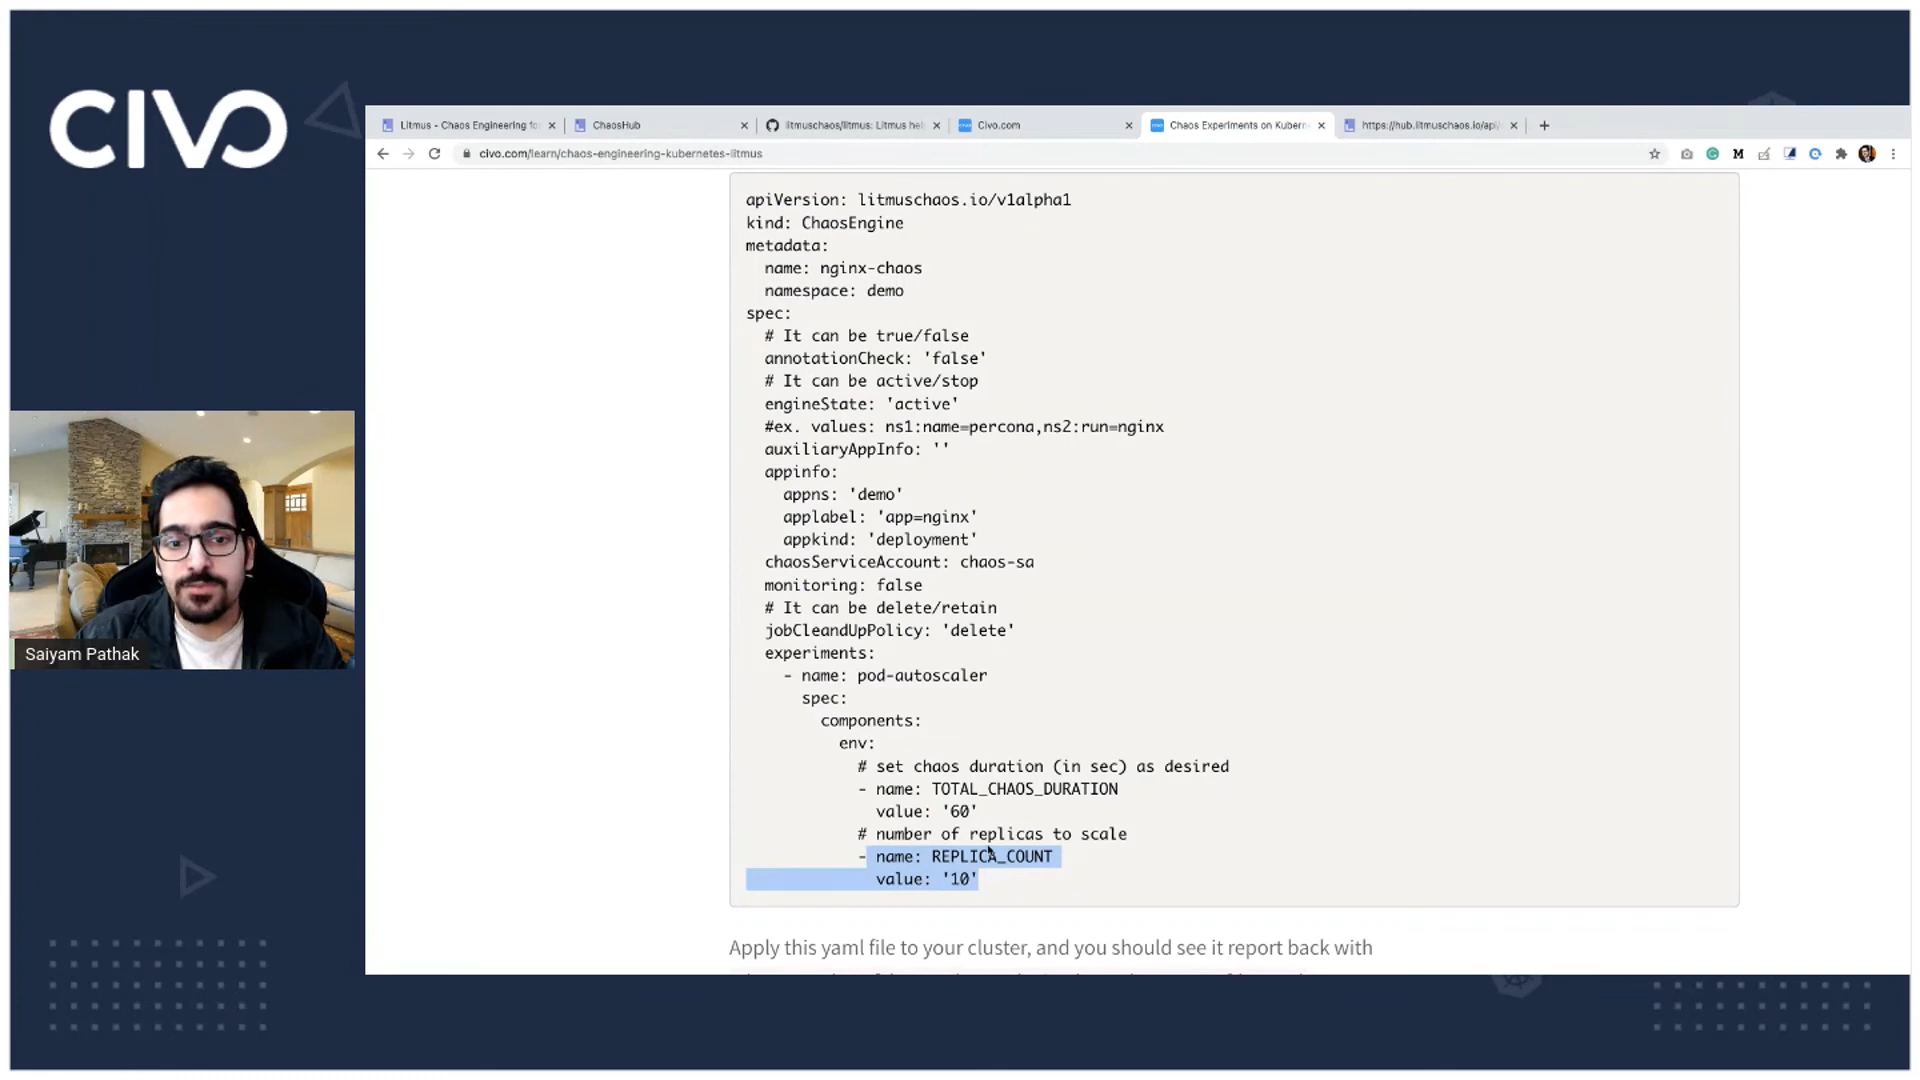 CIVO
Litmus - Chaos Engineering fo
ChaosHub
litmuschaos/litmus: Litmus hel
Civo.com
Chaos Experiments on Kubern
https://hub.litmuschaos.io/api/
civo.com/learn/chaos-engineering-kubernetes-litmus
M
apiVersion: litmuschaos.io/v1alpha1
kind: ChaosEngine
metadata:
name: nginx-chaos
namespace: demo
spec:
# It can be true/false
annotationCheck: 'false'
# It can be active/stop
engineState: 'active'
#ex. values: ns1:name=percona,ns2:run=nginx
auxiliaryAppInfo: ''
appinfo:
appns: 'demo'
applabel: 'app=nginx'
appkind: 'deployment'
chaosServiceAccount: chaos-sa
monitoring: false
# It can be delete/retain
jobCleandUpPolicy: 'delete'
experiments:
- name: pod-autoscaler
spec:
components:
env:
# set chaos duration (in sec) as desired
- name: TOTAL_CHAOS_DURATION
value: '60'
# number of replicas to scale
- name: REPLICA_COUNT
value: '10'
Apply this yaml file to your cluster, and you should see it report back with
Saiyam Pathak